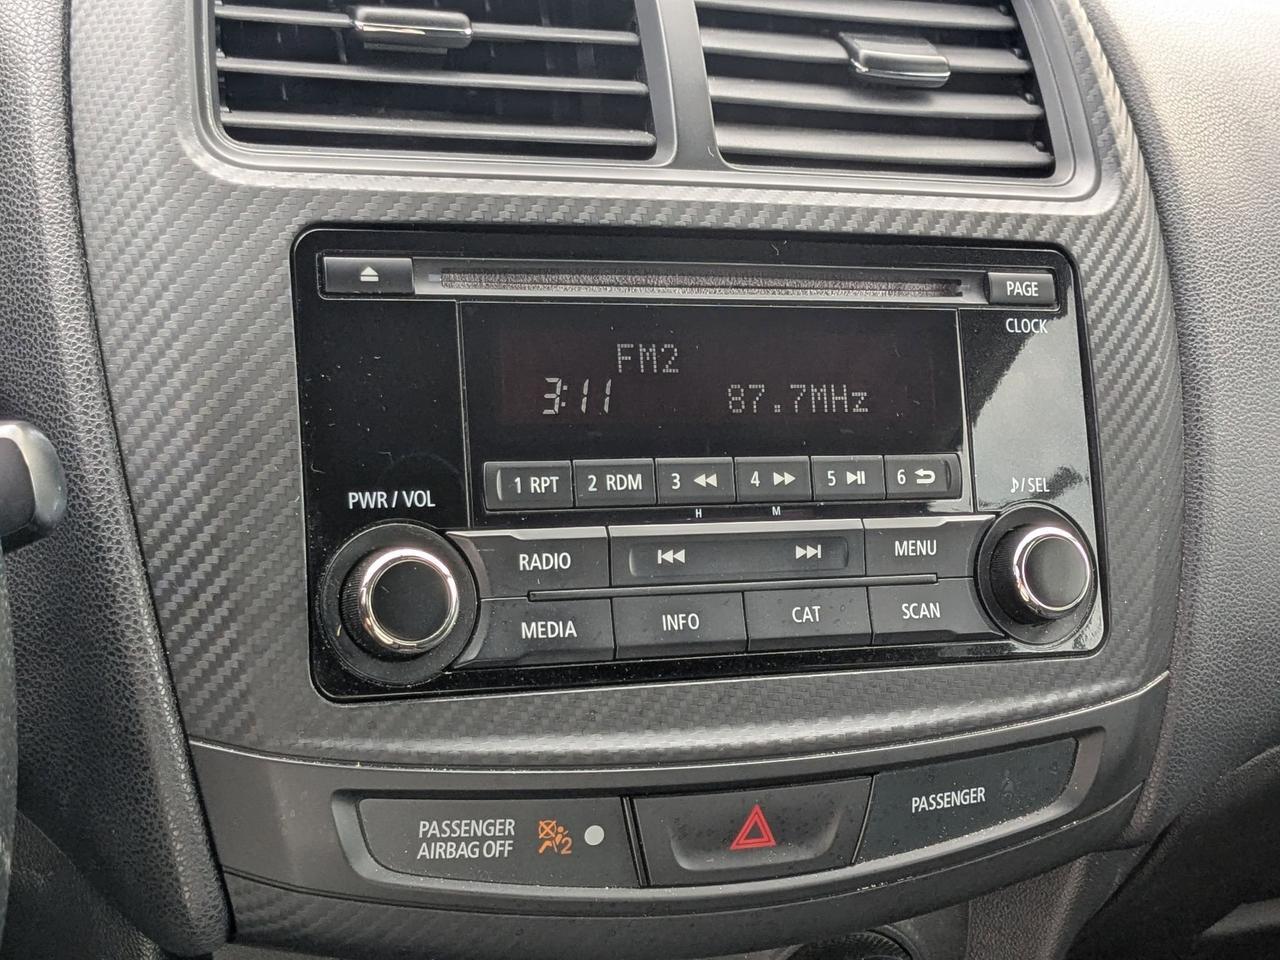 PAGE
CLOCK
FM2
3:11 87.7MHz
PWR / VOL
1 RPT 2 RDM 3 4 5 6
♪/SEL
H M
RADIO
MENU
MEDIA INFO CAT SCAN
PASSENGER
AIRBAG OFF
2
PASSENGER